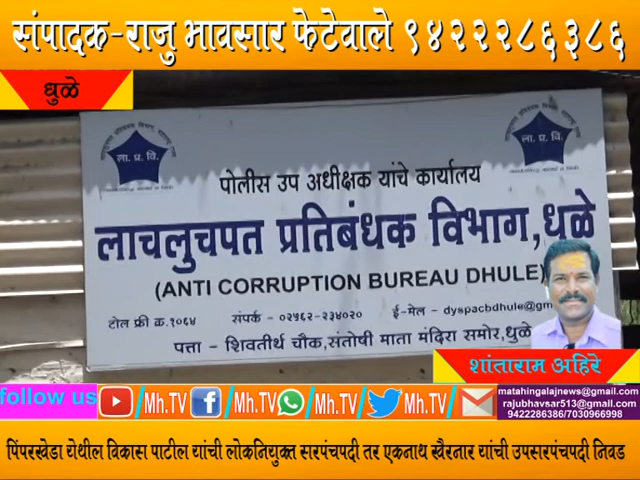 संपादक-राजु भावसार फेटेवाले ९४२२२८६३८६
धुळे
ला. प्र. वि.
ला. प्र. वि.
पोलीस उप अधीक्षक यांचे कार्यालय
लाचलुचपत प्रतिबंधक विभाग,धुळे
(ANTI CORRUPTION BUREAU DHULE)
टोल फ्री क्र.१०६४ संपर्क - ०२५६२-२३४०२० ई-मेल - dyspacbdhule@gm
पत्ता - शिवतीर्थ चौक,संतोषी माता मंदिरा समोर,धुळे
शांताराम अहिरे
follow us Mh.TV Mh.TV Mh.TV Mh.TV
matahingalajnews@gmail.com
rajubhavsar513@gmall.com
9422286386/7030966998
पिंपरखेडा येथील विकास पाटील यांची लोकनियुक्त सरपंचपदी तर एकनाथ खैरनार यांची उपसरपंचपदी निवड